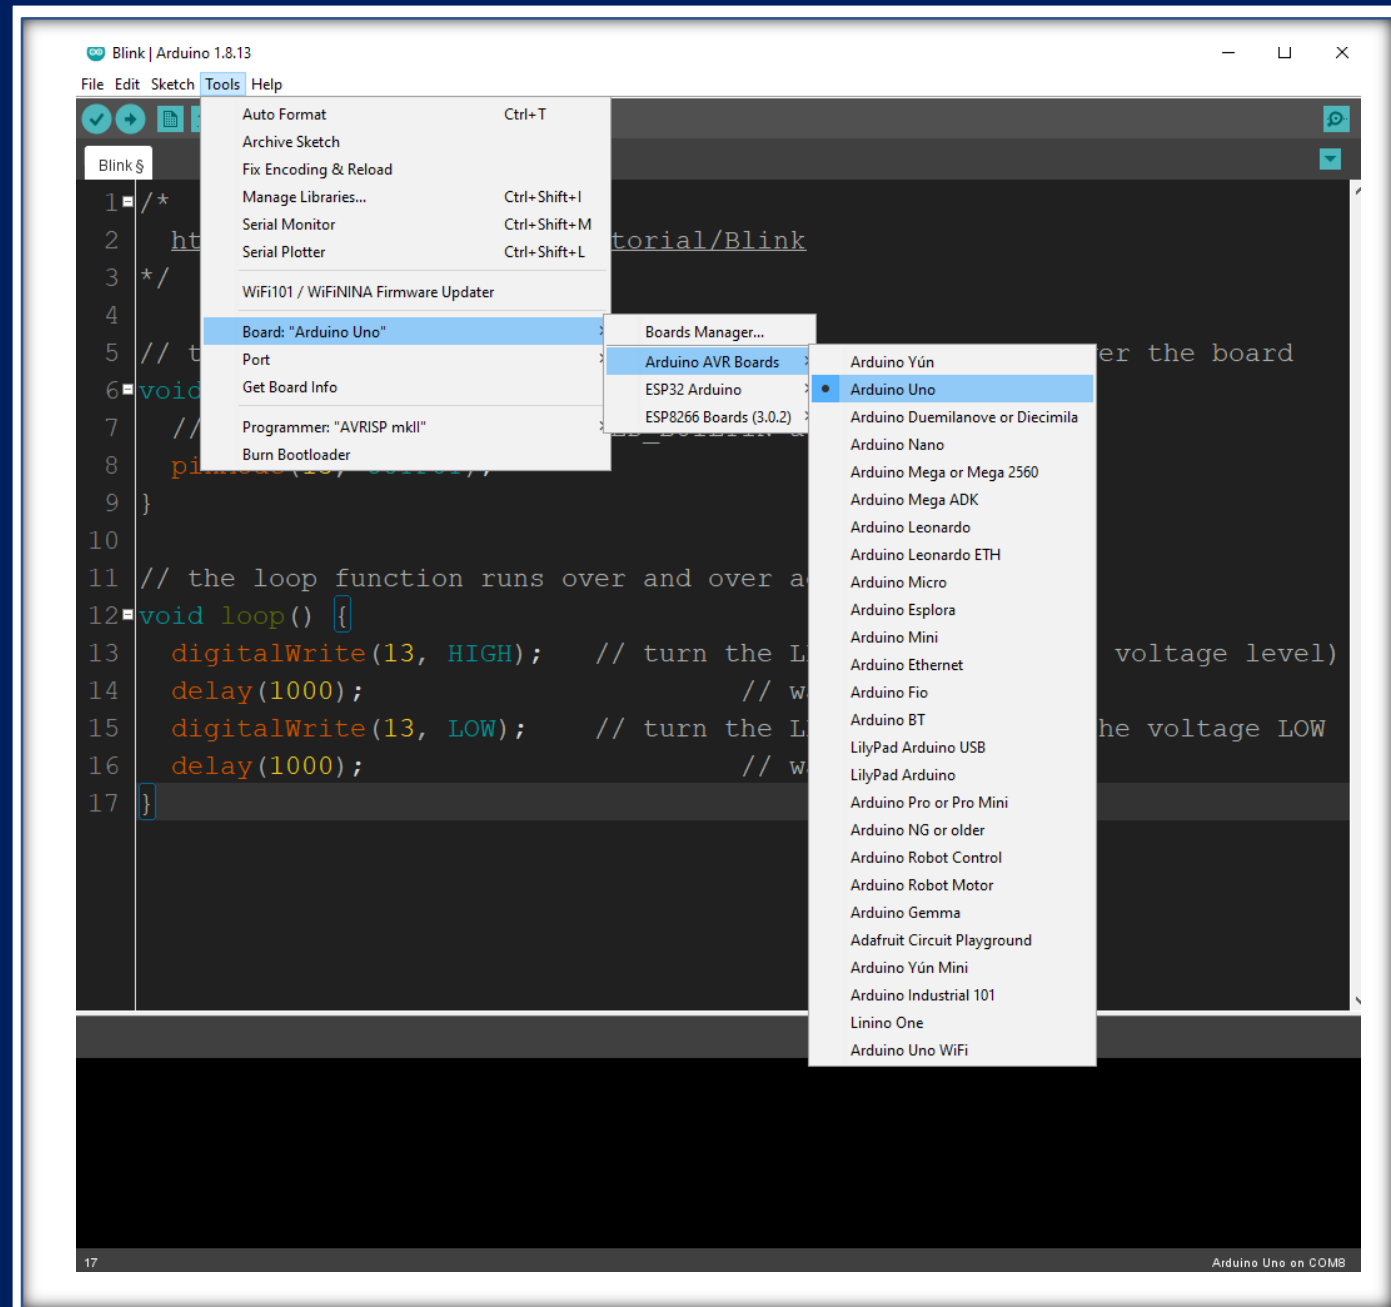 Blink | Arduino 1.8.13
File Edit Sketch Tools Help
Auto Format Ctrl+T
Archive Sketch
Fix Encoding & Reload
Manage Libraries... Ctrl+Shift+I
Serial Monitor Ctrl+Shift+M
Serial Plotter Ctrl+Shift+L
WiFi101 / WiFiNINA Firmware Updater
Board: "Arduino Uno"
Port
Get Board Info
Programmer: "AVRISP mkII"
Burn Bootloader
Boards Manager...
Arduino AVR Boards
ESP32 Arduino
ESP8266 Boards (3.0.2)
Arduino Yún
Arduino Uno
Arduino Duemilanove or Diecimila
Arduino Nano
Arduino Mega or Mega 2560
Arduino Mega ADK
Arduino Leonardo
Arduino Leonardo ETH
Arduino Micro
Arduino Esplora
Arduino Mini
Arduino Ethernet
Arduino Fio
Arduino BT
LilyPad Arduino USB
LilyPad Arduino
Arduino Pro or Pro Mini
Arduino NG or older
Arduino Robot Control
Arduino Robot Motor
Arduino Gemma
Adafruit Circuit Playground
Arduino Yún Mini
Arduino Industrial 101
Linino One
Arduino Uno WiFi
Blink §
1 /*
2 ht torial/Blink
3 */
4
5 // t er the board
6 void
7 //
8
9 }
10
11 // the loop function runs over and over a
12 void loop() {
13 digitalWrite(13, HIGH); // turn the L voltage level)
14 delay(1000); // w
15 digitalWrite(13, LOW); // turn the L he voltage LOW
16 delay(1000); // w
17 }
17 Arduino Uno on COM8